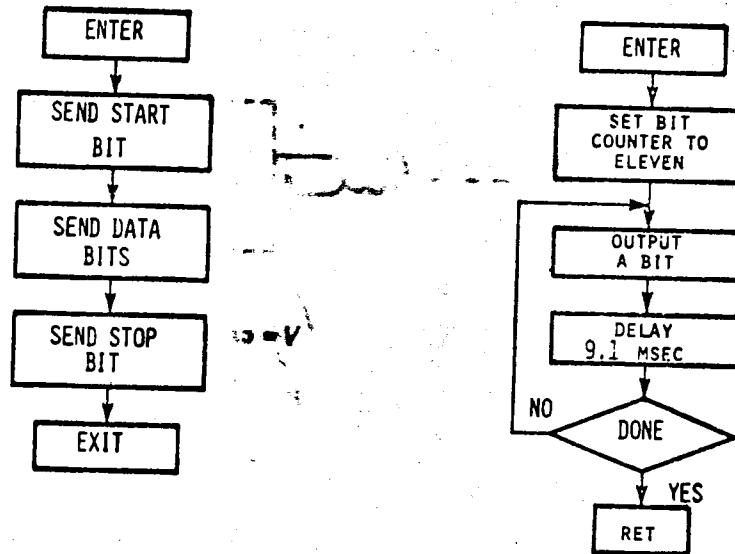 ENTER
SEND START
BIT
SEND DATA
BITS
SEND STOP
BIT
EXIT
ENTER
SET BIT
COUNTER TO
ELEVEN
OUTPUT
A BIT
DELAY
9.1 MSEC
NO
DONE
YES
RET